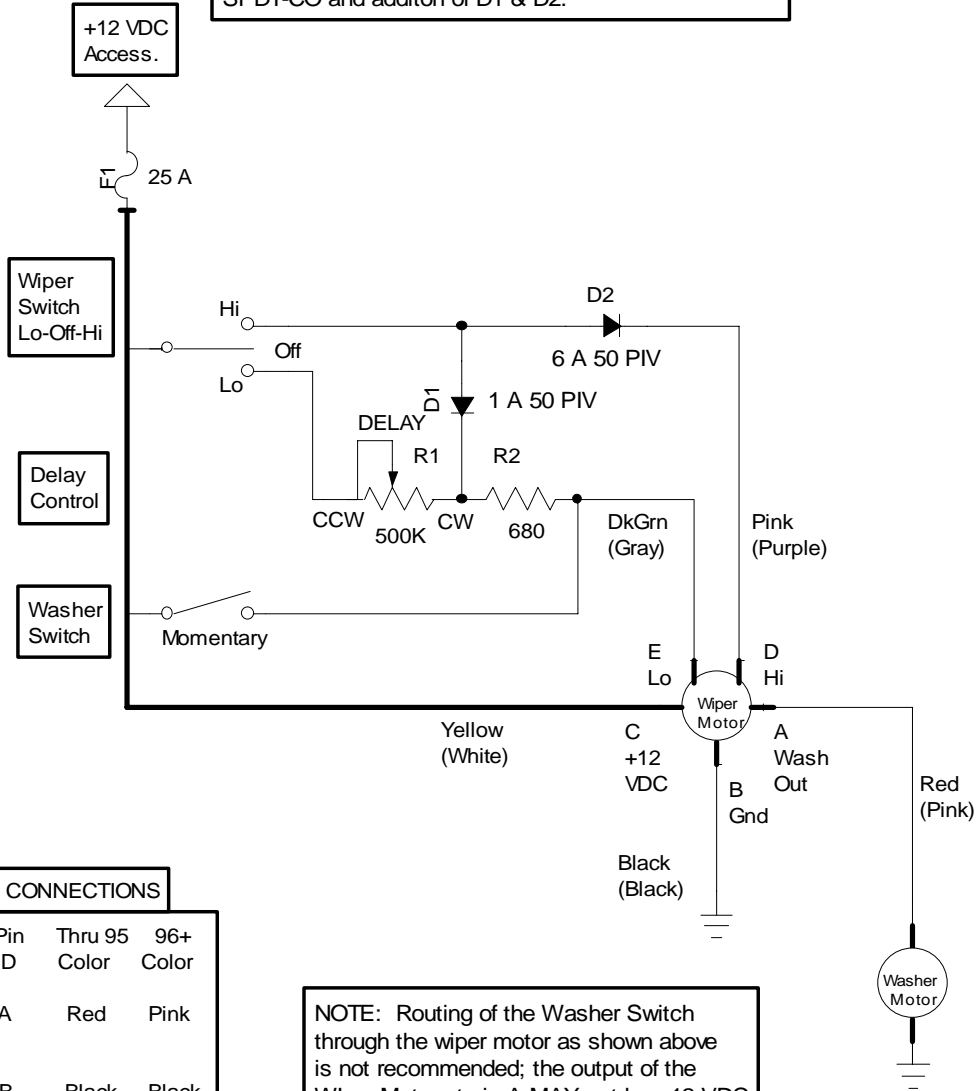 SPDT-CO and additon of D1 & D2.
+12 VDC
Access.
F1
25 A
Wiper
Switch
Lo-Off-Hi
Hi
Off
Lo
D2
6 A 50 PIV
D1
1 A 50 PIV
DELAY
R1
R2
Delay
Control
CCW
500K
CW
680
DkGrn
(Gray)
Pink
(Purple)
Washer
Switch
Momentary
E
Lo
D
Hi
Wiper
Motor
Yellow
(White)
C
+12
VDC
A
Wash
Out
B
Gnd
Red
(Pink)
Black
(Black)
CONNECTIONS
Pin Thru 95 96+
D Color Color
A Red Pink
B Black Black
Washer
Motor
NOTE: Routing of the Washer Switch
through the wiper motor as shown above
is not recommended; the output of the